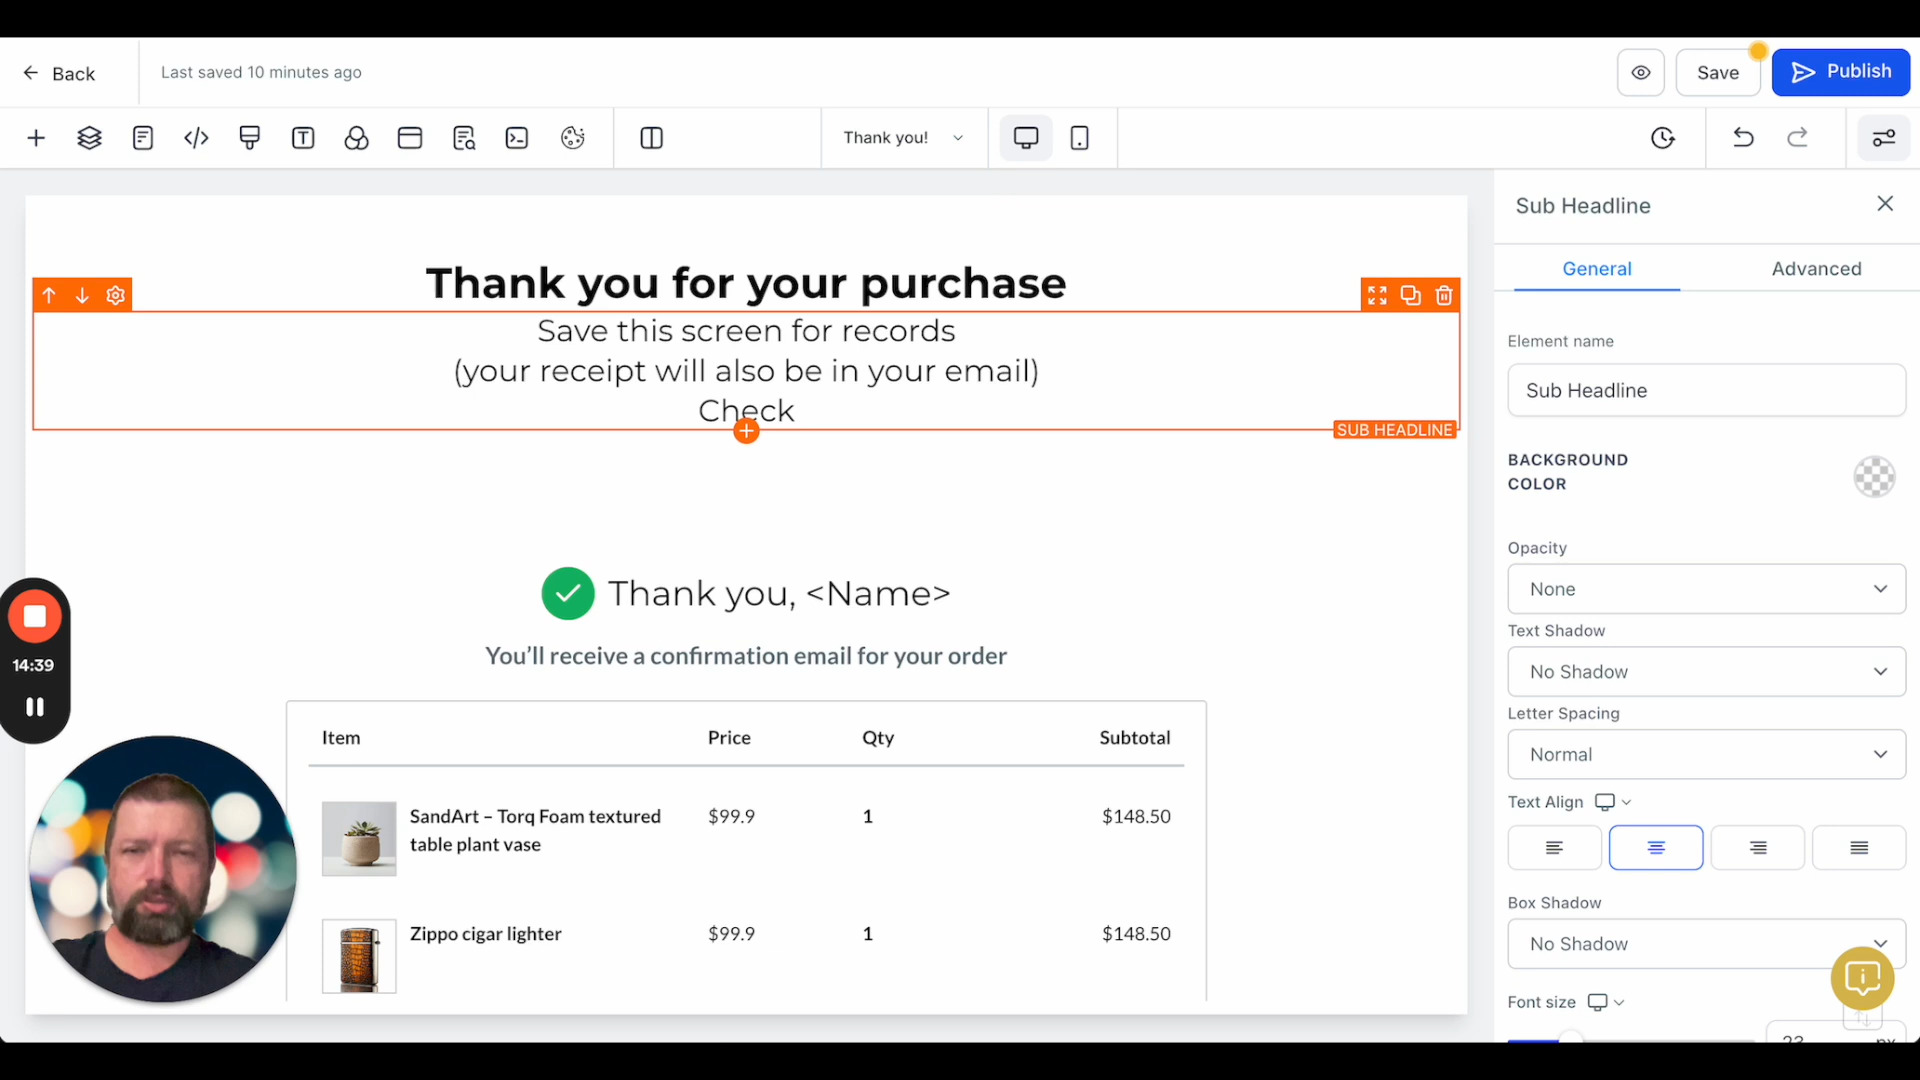 Back
Last saved 10 minutes ago
Save
Publish
Thank you!
Thank you for your purchase
Save this screen for records
(your receipt will also be in your email)
Check
SUB HEADLINE
Thank you, <Name>
You'll receive a confirmation email for your order
Item Price Qty Subtotal
SandArt – Torq Foam textured
table plant vase
$99.9 1 $148.50
Zippo cigar lighter $99.9 1 $148.50
14:39
Sub Headline
General Advanced
Element name
Sub Headline
BACKGROUND
COLOR
Opacity
None
Text Shadow
No Shadow
Letter Spacing
Normal
Text Align
Box Shadow
No Shadow
Font size